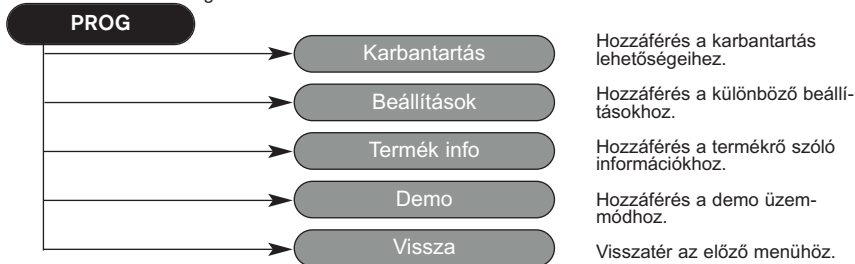 PROG
Karbantartás
Hozzáférés a karbantartás
lehetőségeihez.
Beállítások
Hozzáférés a különböző beállí-
tásokhoz.
Termék info
Hozzáférés a termékrő szóló
információkhoz.
Demo
Hozzáférés a demo üzem-
módhoz.
Vissza
Visszatér az előző menühöz.